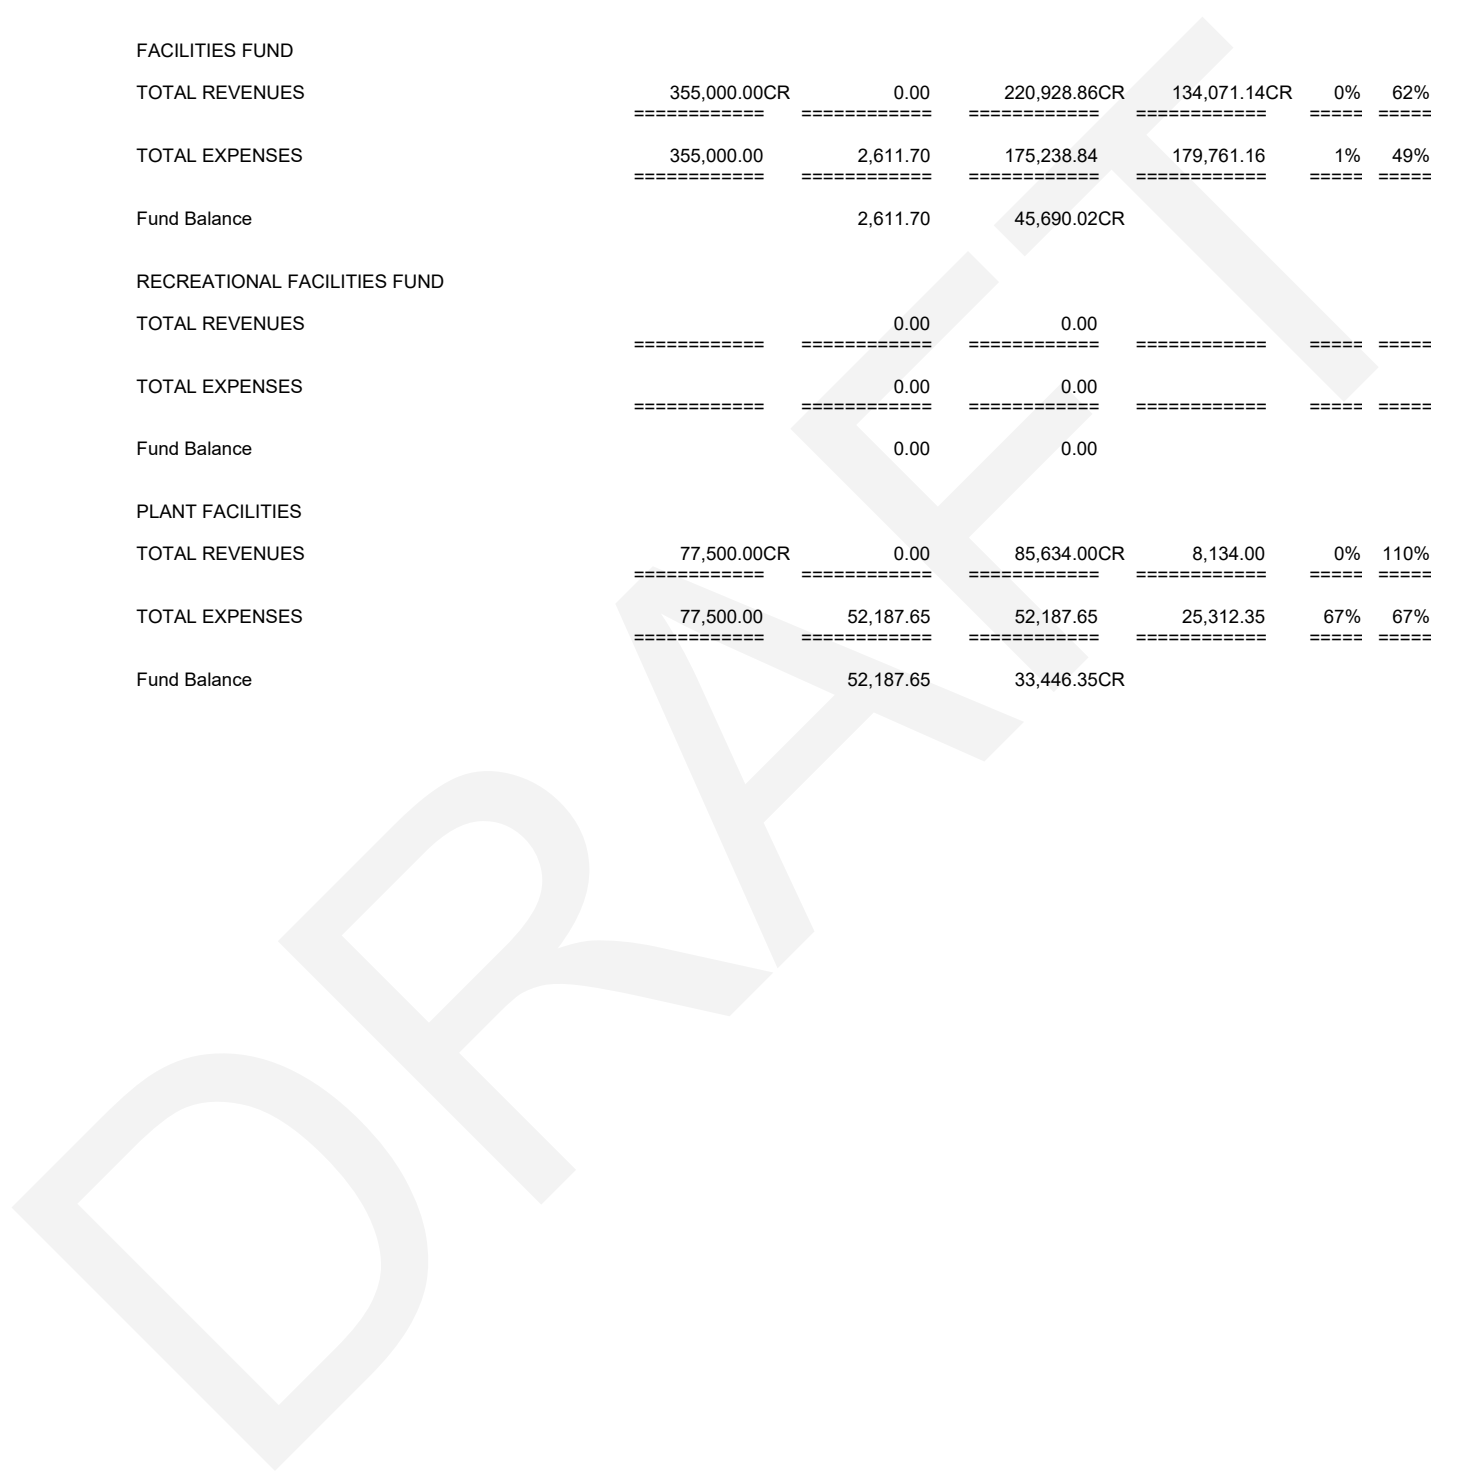 FACILITIES FUND
TOTAL REVENUES 355,000.00CR 0.00 220,928.86CR 134,071.14CR 0% 62%
============ ============ ============ ============ ===== =====
TOTAL EXPENSES 355,000.00 2,611.70 175,238.84 179,761.16 1% 49%
============ ============ ============ ============ ===== =====
Fund Balance 2,611.70 45,690.02CR
RECREATIONAL FACILITIES FUND
TOTAL REVENUES 0.00 0.00
============ ============ ============ ============ ===== =====
TOTAL EXPENSES 0.00 0.00
============ ============ ============ ============ ===== =====
Fund Balance 0.00 0.00
PLANT FACILITIES
TOTAL REVENUES 77,500.00CR 0.00 85,634.00CR 8,134.00 0% 110%
============ ============ ============ ============ ===== =====
TOTAL EXPENSES 77,500.00 52,187.65 52,187.65 25,312.35 67% 67%
============ ============ ============ ============ ===== =====
Fund Balance 52,187.65 33,446.35CR
DRAFT